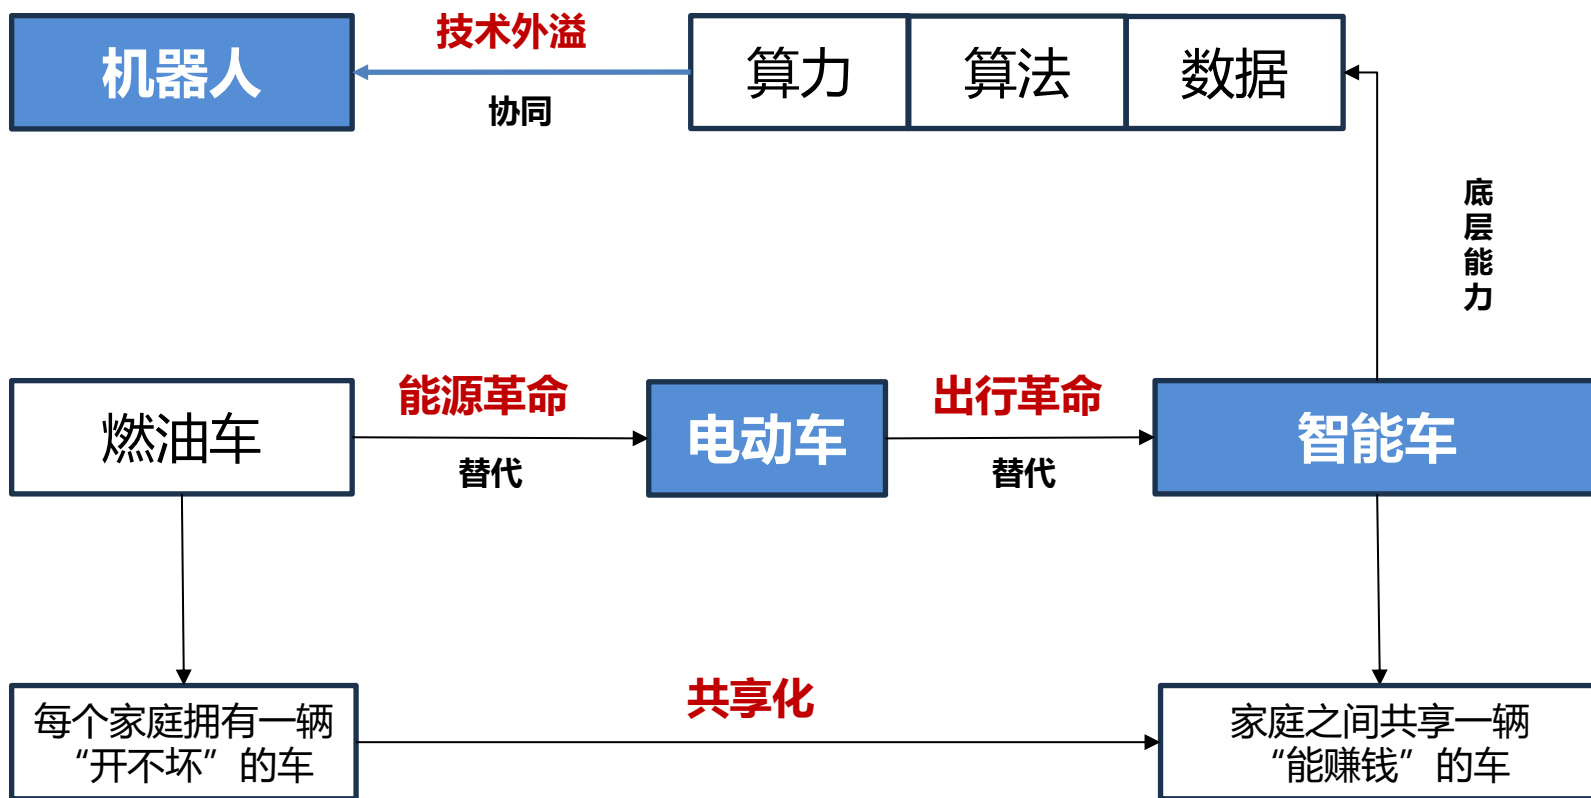 技术外溢
机器人
算力
算法
数据
协同
底层能力
能源革命
出行革命
燃油车
电动车
智能车
替代
替代
共享化
每个家庭拥有一辆
“开不坏”的车
家庭之间共享一辆
“能赚钱”的车